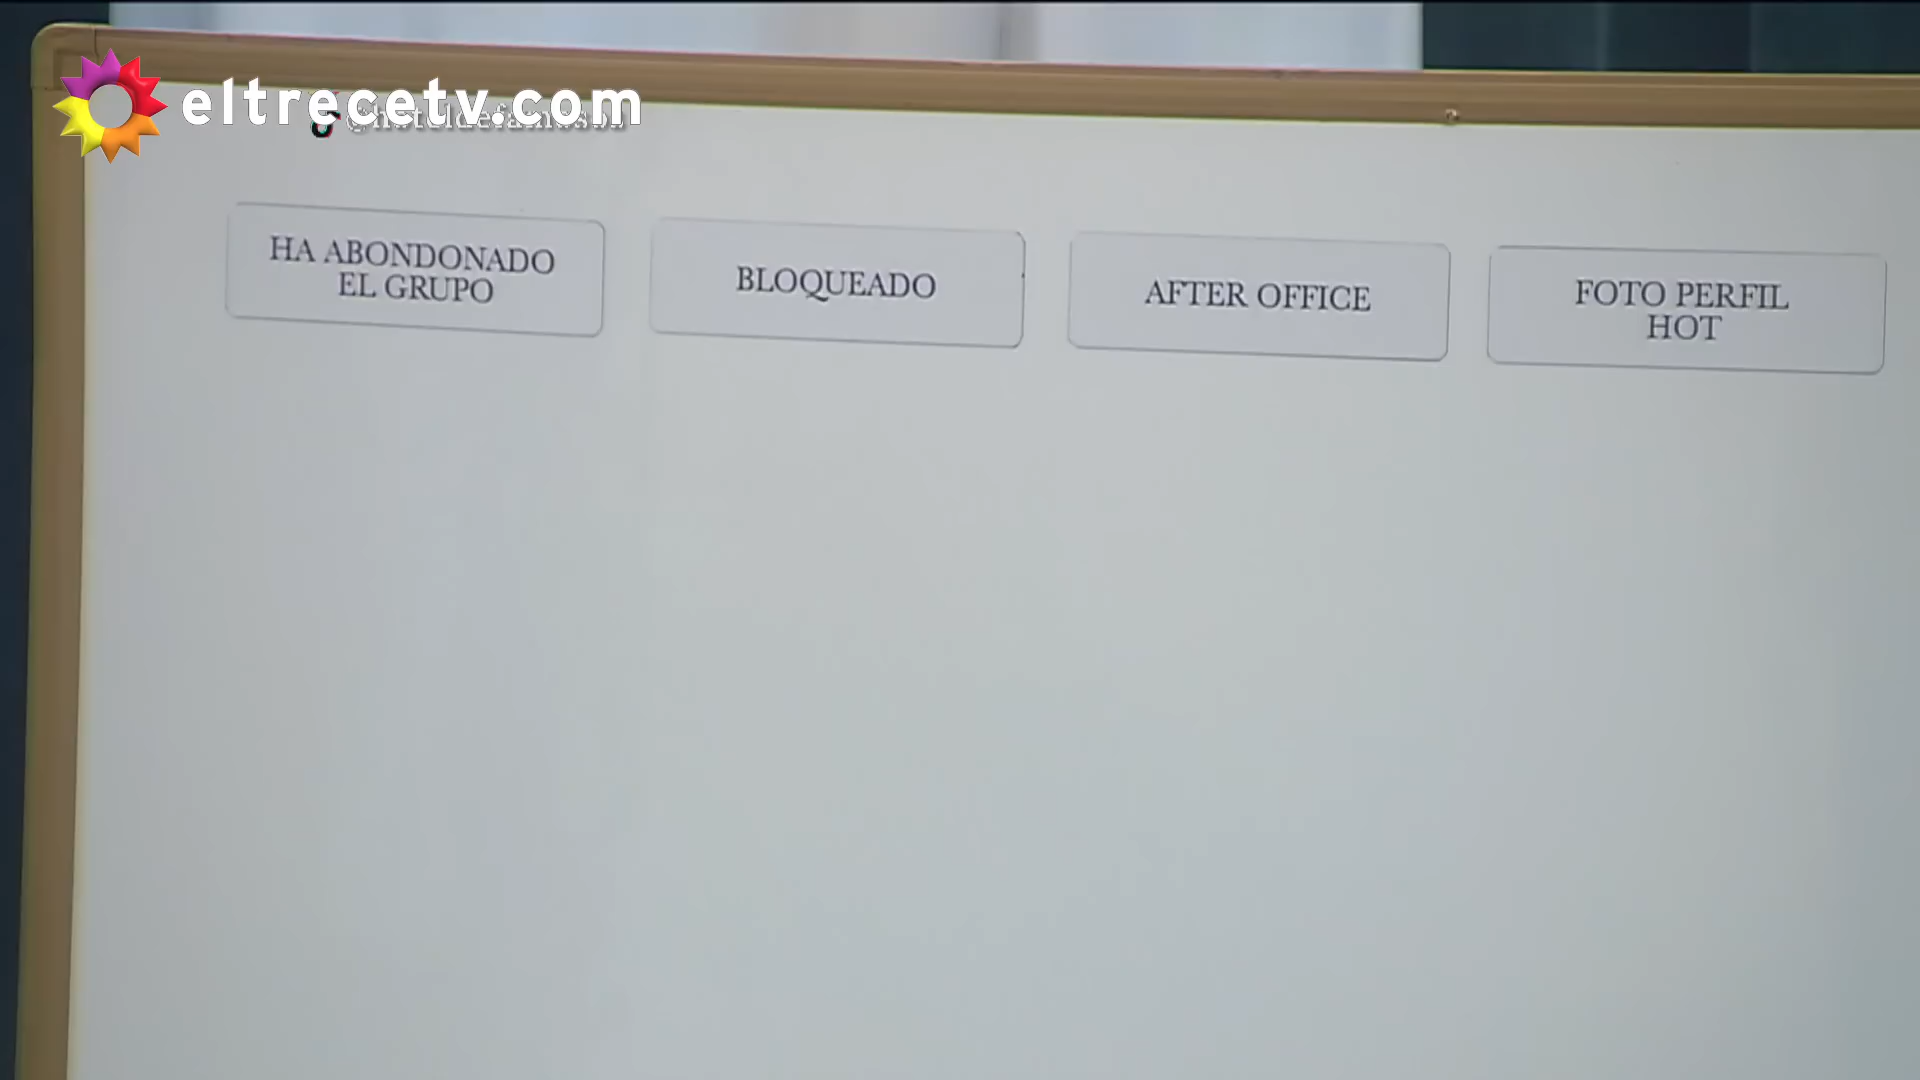 eltrecetv.com
HA ABONDONADO
EL GRUPO
BLOQUEADO
AFTER OFFICE
FOTO PERFIL
HOT